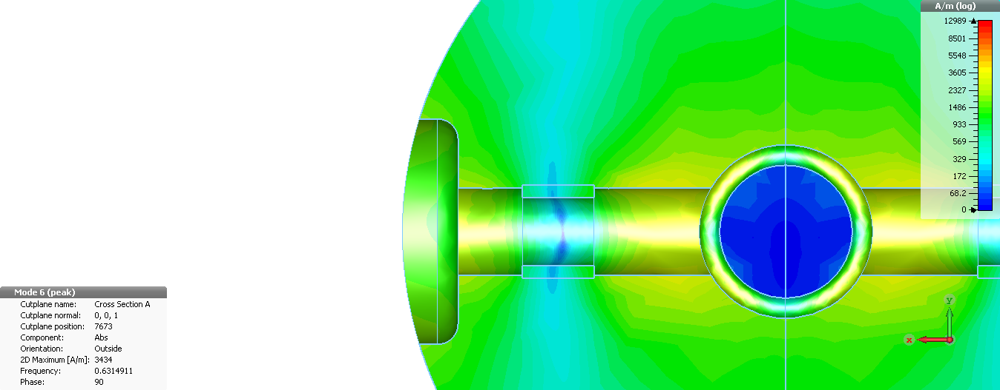 A/m (log)
12989
8501
5548
3605
2327
1486
933
569
329
172
68.2
0
Mode 6 (peak)
Cutplane name: Cross Section A
Cutplane normal: 0, 0, 1
Cutplane position: 7673
Component: Abs
Orientation: Outside
2D Maximum [A/m]: 3434
Frequency: 0.6314911
Phase: 90
y
x